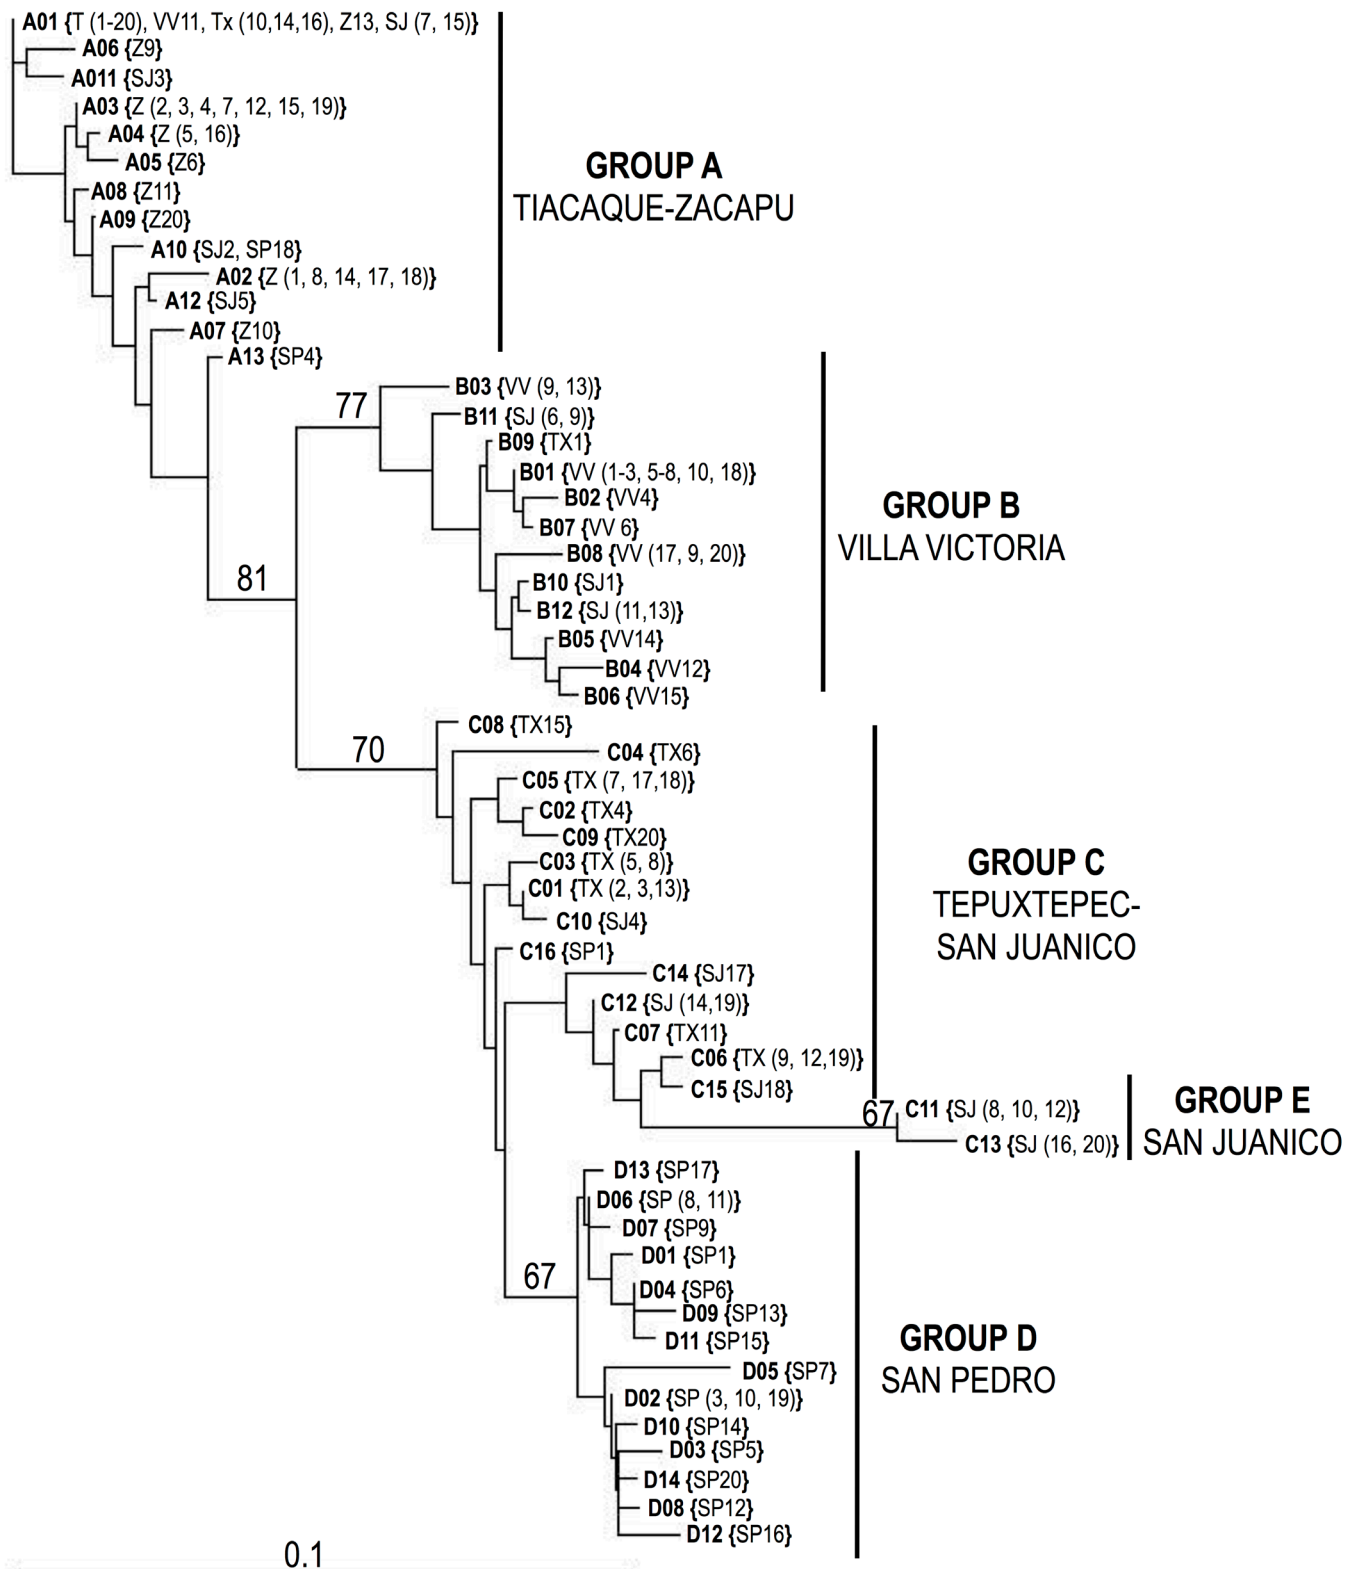 A01 {T (1-20), VV11, Tx (10,14,16), Z13, SJ (7, 15)}
A06 {Z9}
A011 {SJ3}
A03 {Z (2, 3, 4, 7, 12, 15, 19)}
A04 {Z (5, 16)}
A05 {Z6}
A08 {Z11}
A09 {Z20}
A10 {SJ2, SP18}
A02 {Z (1, 8, 14, 17, 18)}
A12 {SJ5}
A07 {Z10}
A13 {SP4}
GROUP A
TIACAQUE-ZACAPU
77
B03 {VV (9, 13)}
B11 {SJ (6, 9)}
B09 {TX1}
B01 {VV (1-3, 5-8, 10, 18)}
B02 {VV4}
B07 {VV 6}
B08 {VV (17, 9, 20)}
B10 {SJ1}
B12 {SJ (11,13)}
B05 {VV14}
B04 {VV12}
B06 {VV15}
GROUP B
VILLA VICTORIA
81
70
C08 {TX15}
C04 {TX6}
C05 {TX (7, 17,18)}
C02 {TX4}
C09 {TX20}
C03 {TX (5, 8)}
C01 {TX (2, 3,13)}
C10 {SJ4}
C16 {SP1}
C14 {SJ17}
C12 {SJ (14,19)}
C07 {TX11}
C06 {TX (9, 12,19)}
C15 {SJ18}
GROUP C
TEPUXTEPEC-
SAN JUANICO
67
C11 {SJ (8, 10, 12)}
C13 {SJ (16, 20)}
GROUP E
SAN JUANICO
67
D13 {SP17}
D06 {SP (8, 11)}
D07 {SP9}
D01 {SP1}
D04 {SP6}
D09 {SP13}
D11 {SP15}
D05 {SP7}
D02 {SP (3, 10, 19)}
D10 {SP14}
D03 {SP5}
D14 {SP20}
D08 {SP12}
D12 {SP16}
GROUP D
SAN PEDRO
0.1